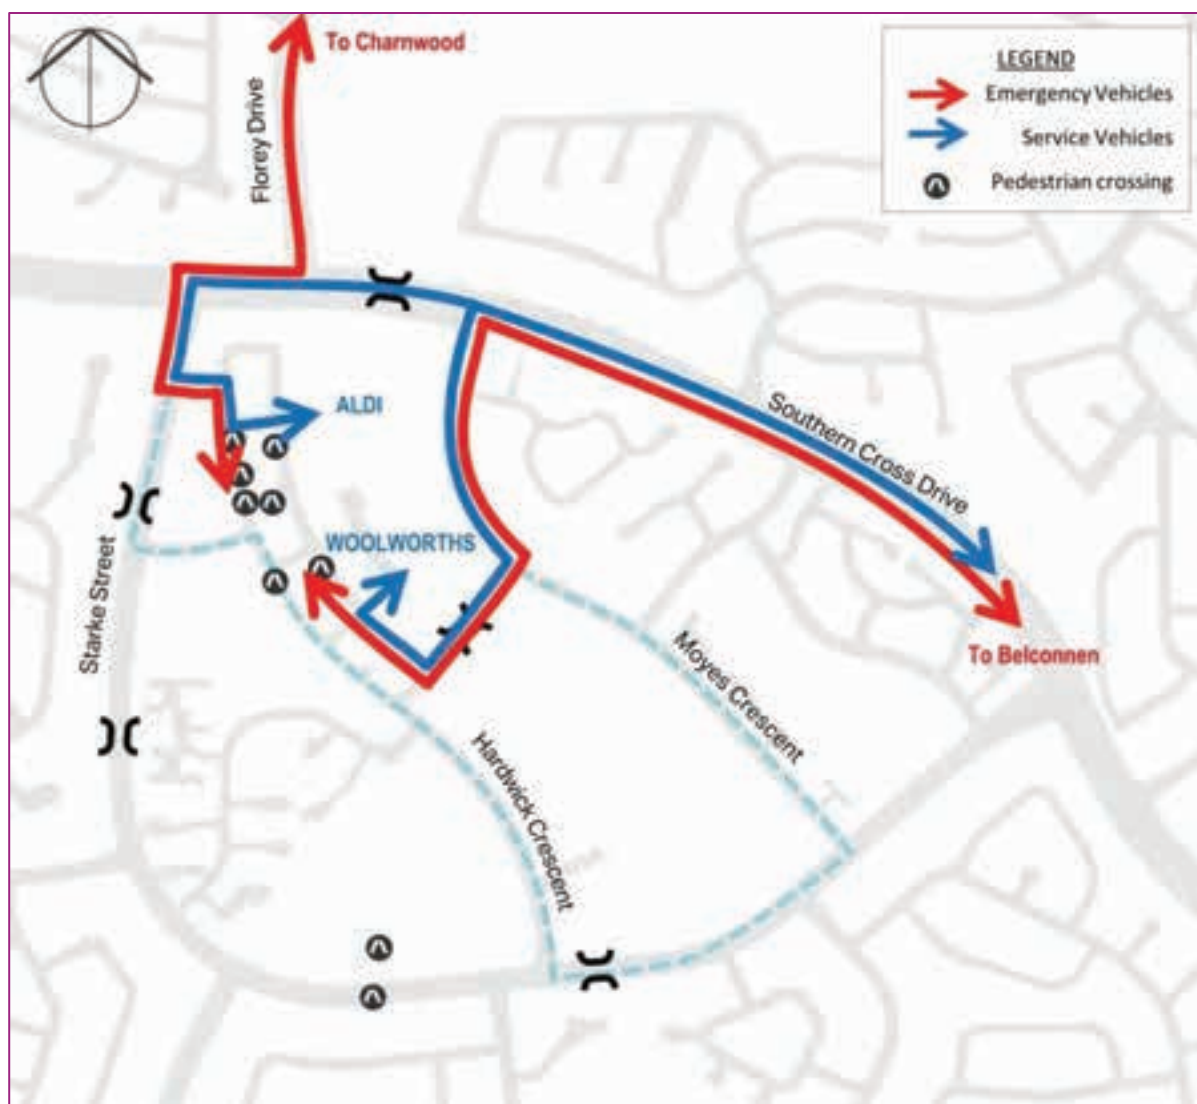 To Charnwood
Florey Drive
LEGEND
Emergency Vehicles
Service Vehicles
Pedestrian crossing
ALDI
Southern Cross Drive
WOOLWORTHS
Starke Street
To Belconnen
Moyes Crescent
Hardwick Crescent